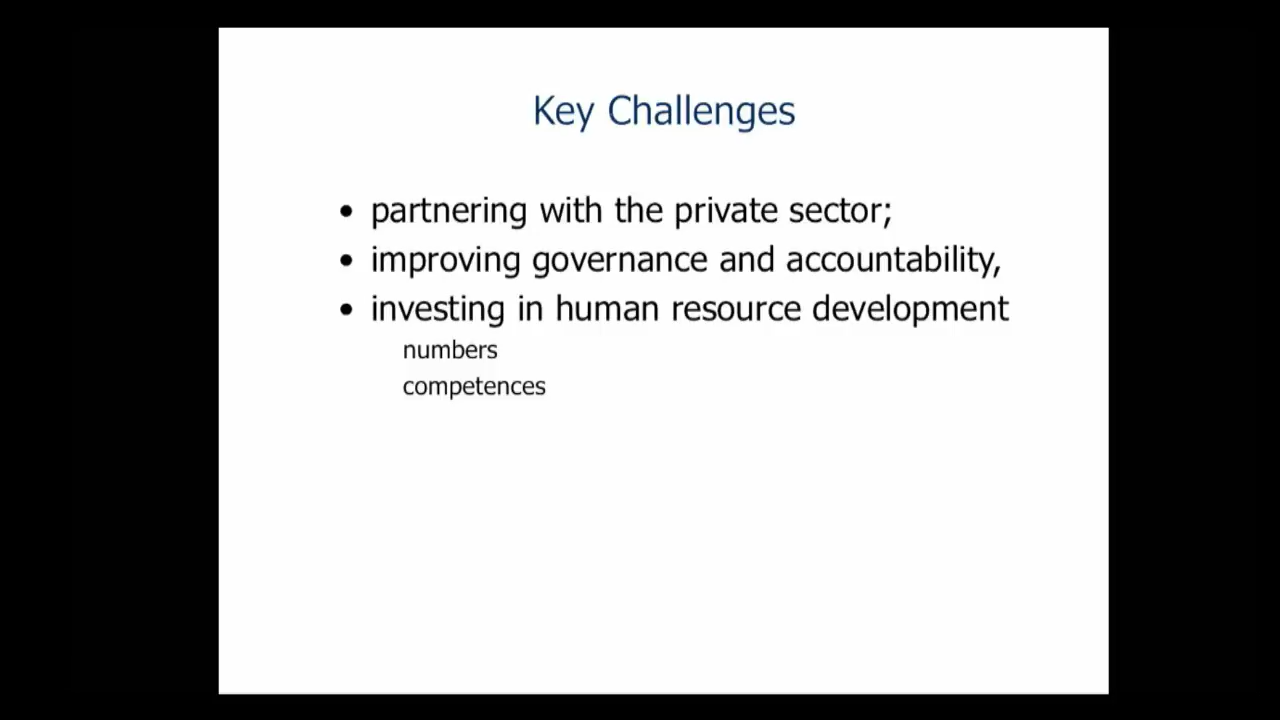 Key Challenges
• partnering with the private sector;
• improving governance and accountability,
• investing in human resource development
numbers
competences